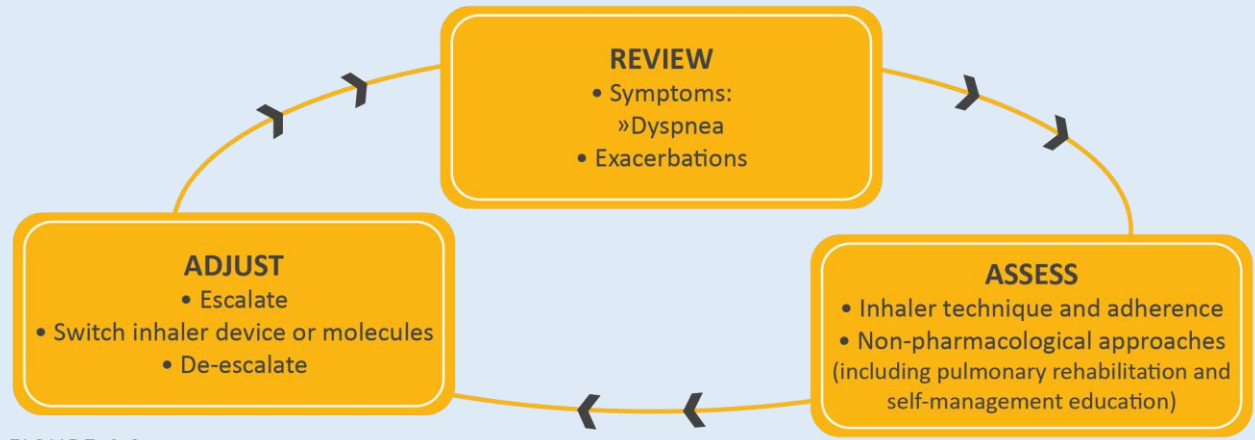 REVIEW
• Symptoms:
»Dyspnea
• Exacerbations
ADJUST
• Escalate
• Switch inhaler device or molecules
• De-escalate
ASSESS
• Inhaler technique and adherence
• Non-pharmacological approaches
(including pulmonary rehabilitation and
self-management education)